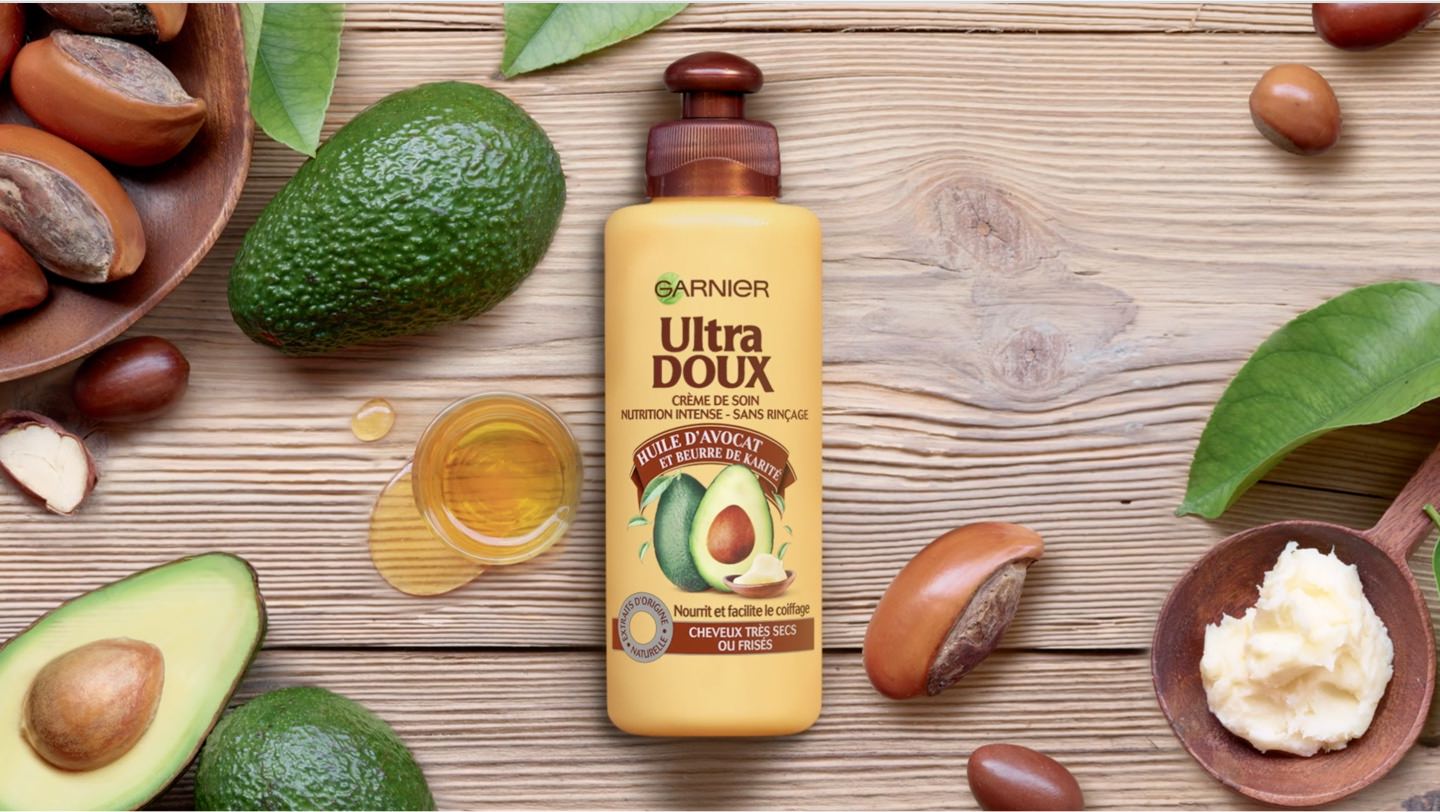 GARNIER
Ultra
DOUX
CRÈME DE SOIN
NUTRITION INTENSE - SANS RINÇAGE
HUILE D'AVOCAT
ET BEURRE DE KARITÉ
Nourrit et facilite le coiffage
EXTRAITS D'ORIGINE
NATURELLE
CHEVEUX TRÈS SECS
OU FRISÉS